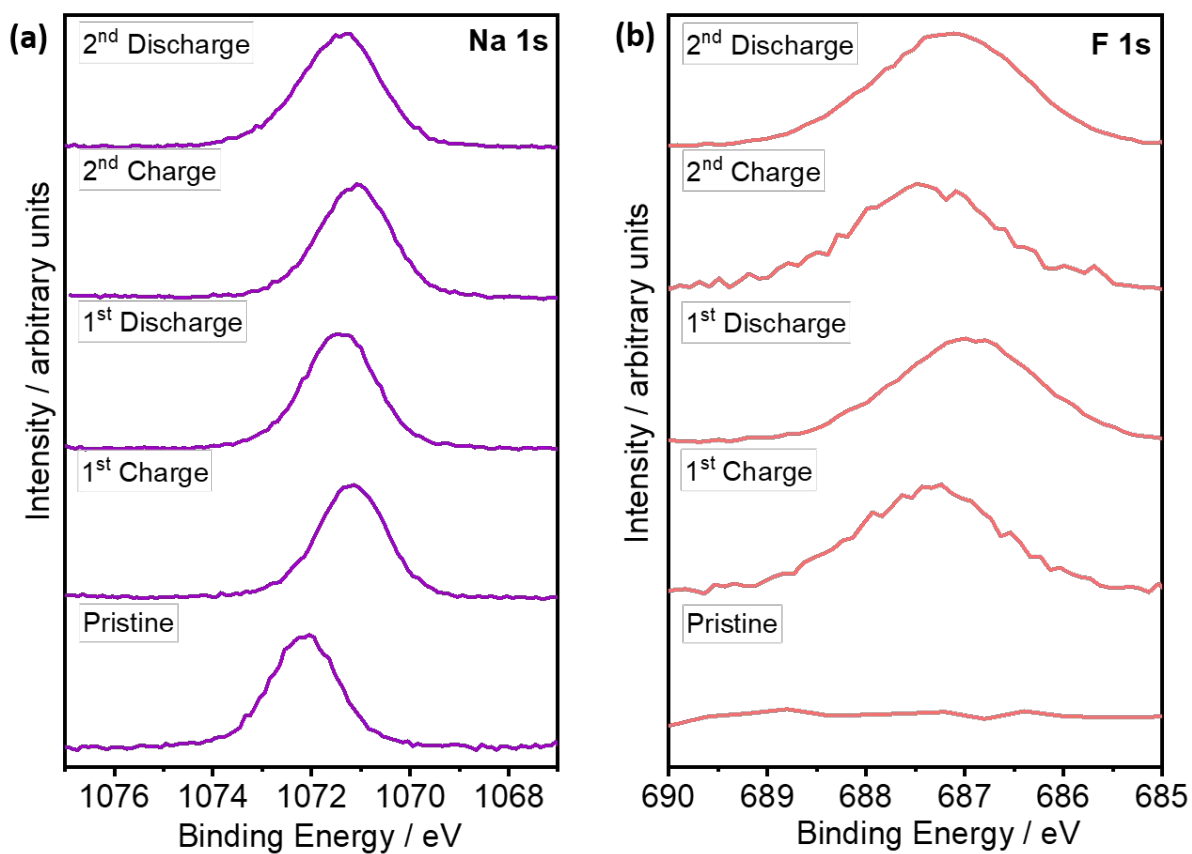 (a)
Na 1s
2nd Discharge
2nd Charge
1st Discharge
1st Charge
Pristine
Intensity / arbitrary units
1076 1074 1072 1070 1068
Binding Energy / eV
(b)
F 1s
2nd Discharge
2nd Charge
1st Discharge
1st Charge
Pristine
Intensity / arbitrary units
690 689 688 687 686 685
Binding Energy / eV